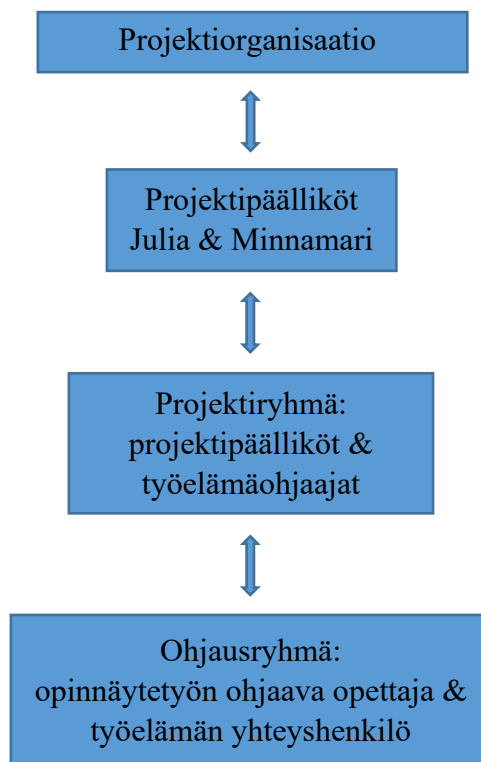 Projektiorganisaatio
Projektipäälliköt
Julia & Minnamari
Projektiryhmä:
projektipäälliköt &
työelämäohjaajat
Ohjausryhmä:
opinnäytetyön ohjaava opettaja &
työelämän yhteyshenkilö